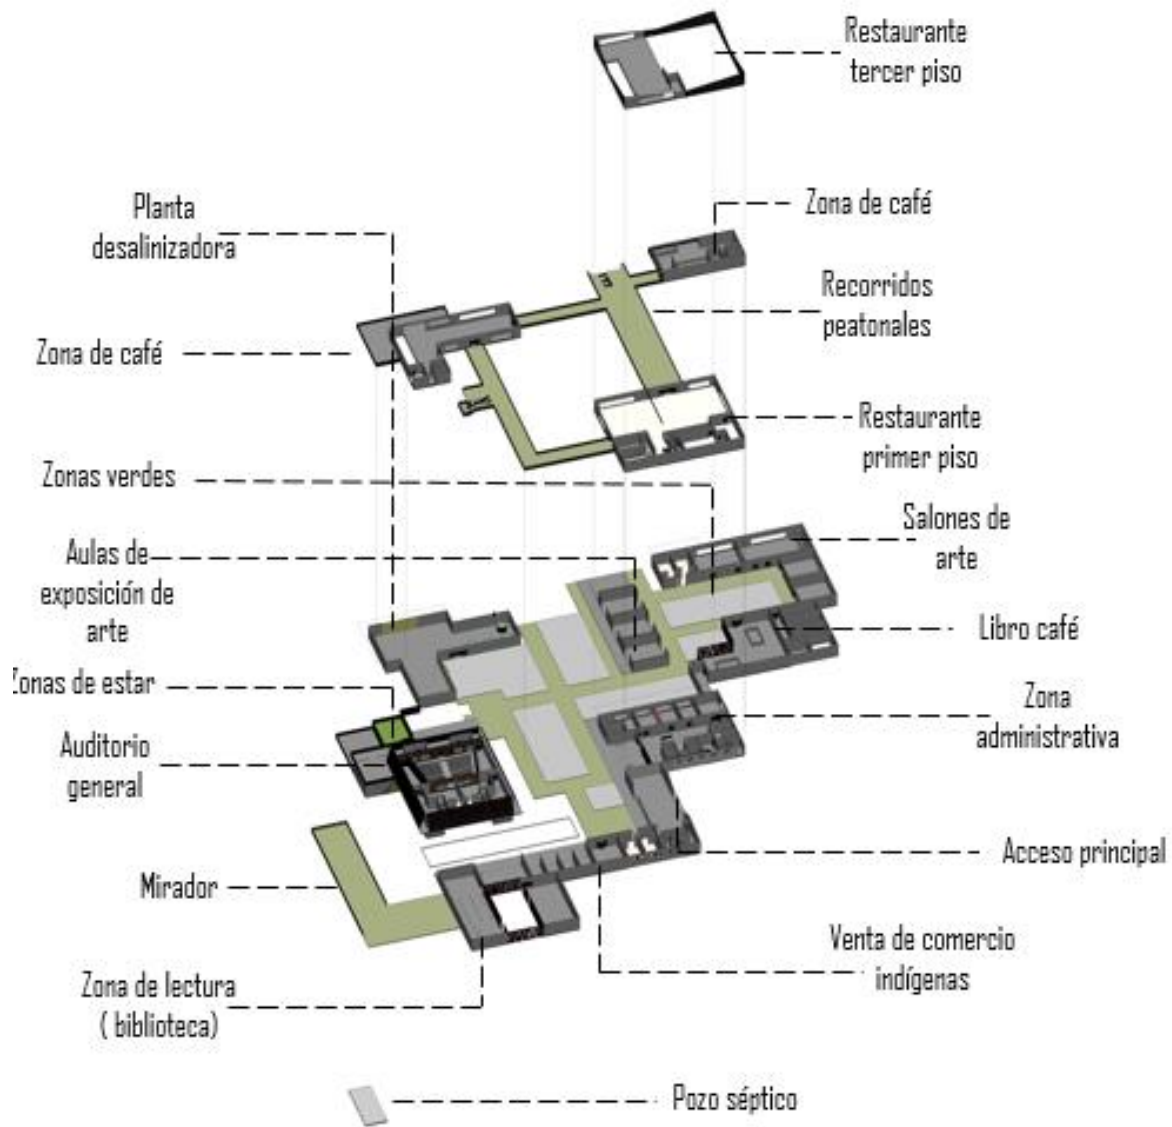 Restaurante
tercer piso
Planta
desalinizadora
Zona de café
Zona de café
Recorridos
peatonales
Restaurante
primer piso
Zonas verdes
Aulas de
exposición de
arte
Salones de
arte
Libro café
Zonas de estar
Zona
administrativa
Auditorio
general
Acceso principal
Mirador
Venta de comercio
indígenas
Zona de lectura
( biblioteca)
Pozo séptico